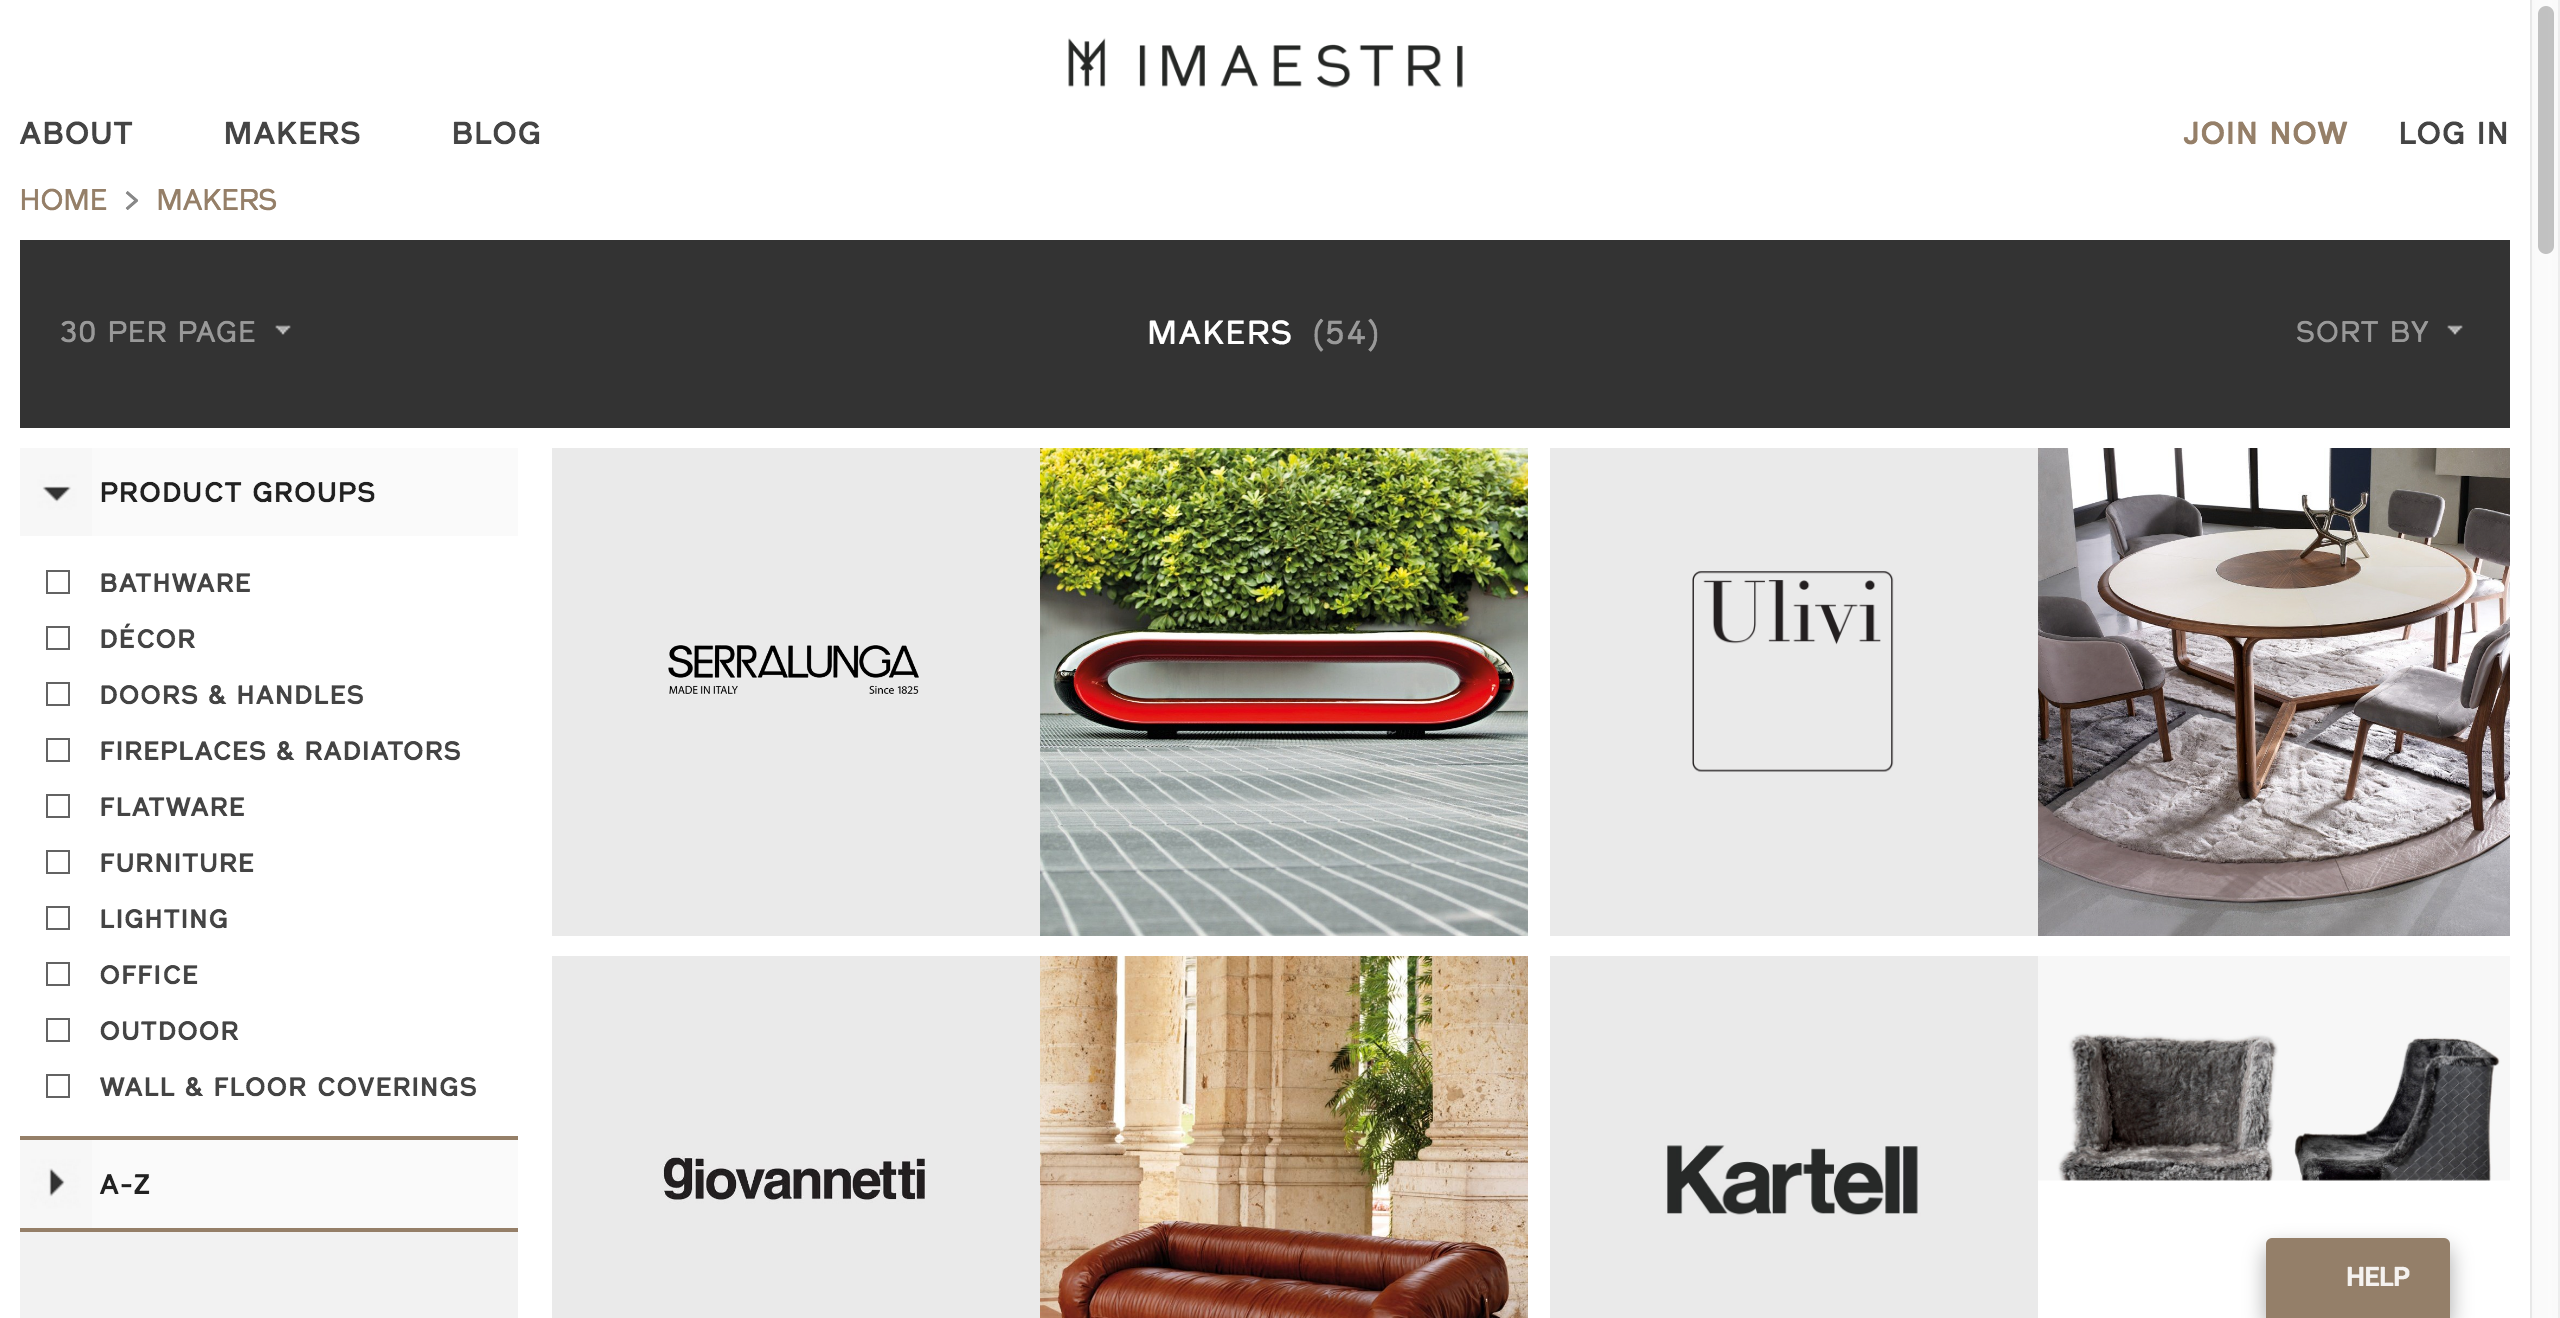 IMAESTRI
ABOUT MAKERS BLOG JOIN NOW LOG IN
HOME > MAKERS
30 PER PAGE MAKERS (54) SORT BY
PRODUCT GROUPS
BATHWARE
DÉCOR
DOORS & HANDLES
FIREPLACES & RADIATORS
FLATWARE
FURNITURE
LIGHTING
OFFICE
OUTDOOR
WALL & FLOOR COVERINGS
A-Z
SERRALUNGA
MADE IN ITALY Since 1825
Ulivi
giovannetti
Kartell
HELP